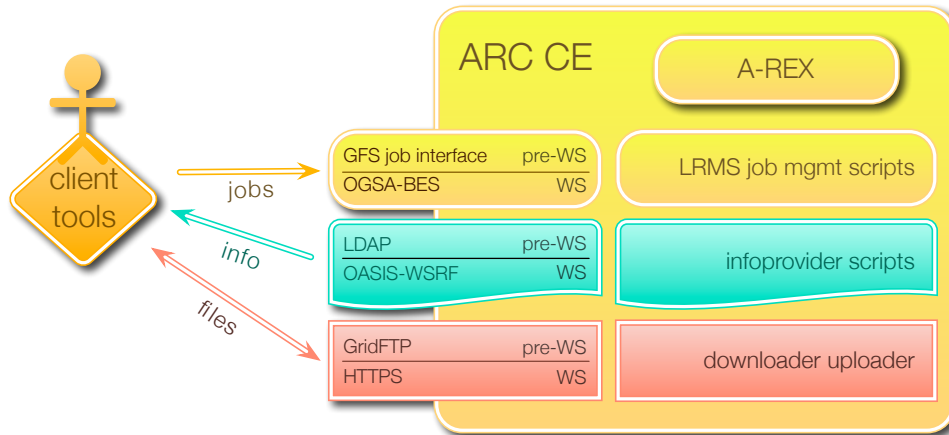 ARC CE
A-REX
client
tools
jobs
info
files
GFS job interface pre-WS
OGSA-BES WS
LRMS job mgmt scripts
LDAP pre-WS
OASIS-WSRF WS
infoprovider scripts
GridFTP pre-WS
HTTPS WS
downloader uploader